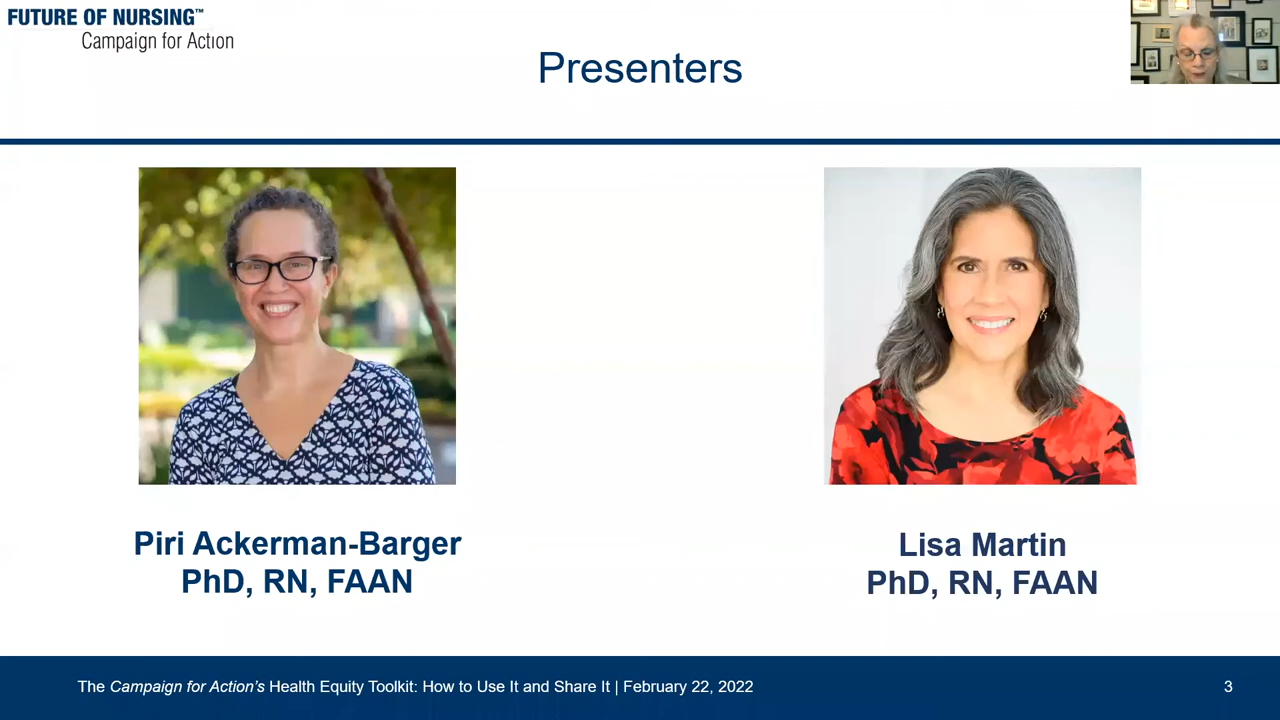 FUTURE OF NURSING™
Campaign for Action
Presenters
Piri Ackerman-Barger
PhD, RN, FAAN
Lisa Martin
PhD, RN, FAAN
The Campaign for Action's Health Equity Toolkit: How to Use It and Share It | February 22, 2022
3